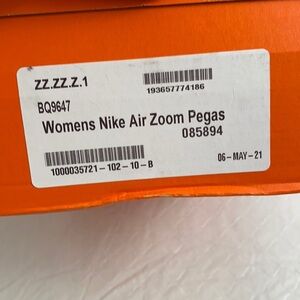 ZZ.ZZ.Z.1
193657774186
BQ9647
Womens Nike Air Zoom Pegas
085894
1000035721-102-10-B
06-MAY-21